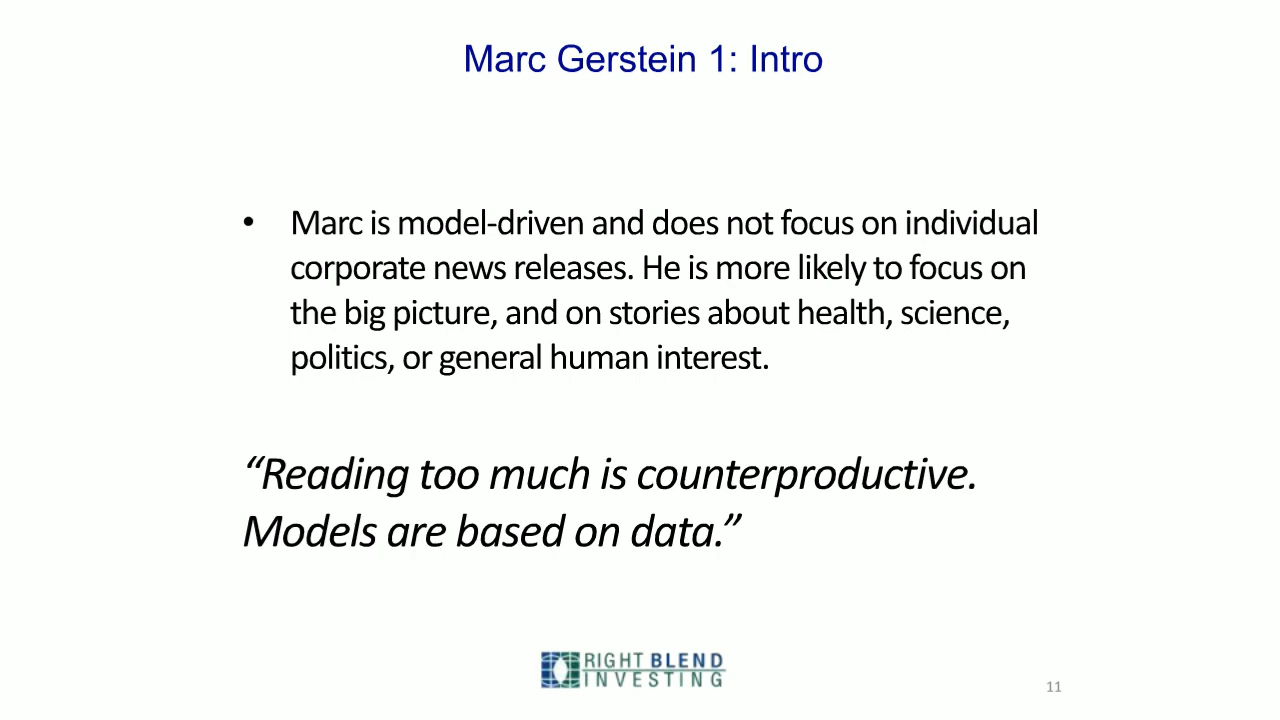 Marc Gerstein 1: Intro
• Marc is model-driven and does not focus on individual
corporate news releases. He is more likely to focus on
the big picture, and on stories about health, science,
politics, or general human interest.
“Reading too much is counterproductive.
Models are based on data.”
RIGHT BLEND
INVESTING
11